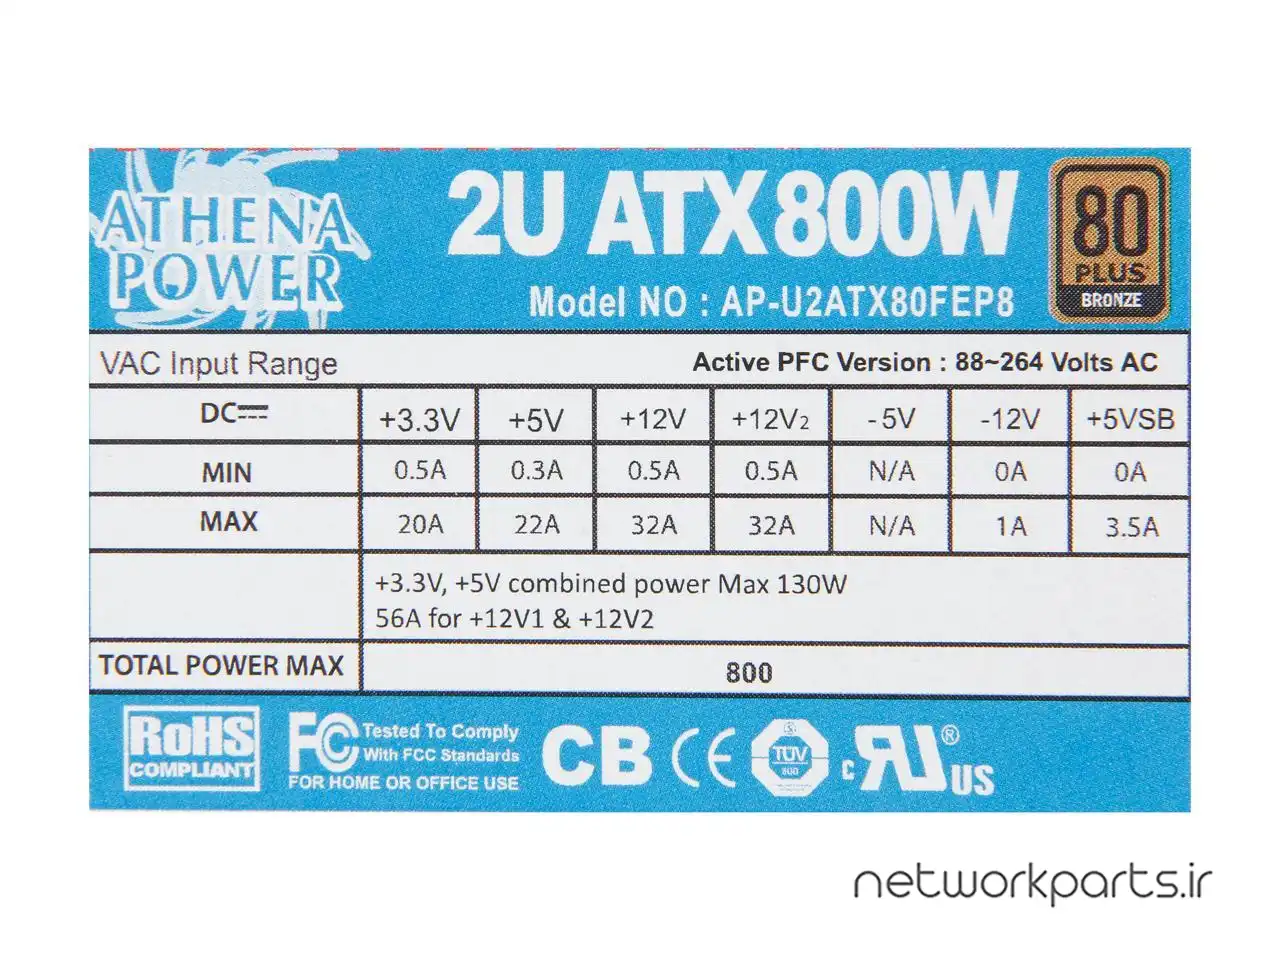 ATHENA
POWER
2U ATX 800W
Model NO : AP-U2ATX80FEP8
80
PLUS
BRONZE
VAC Input Range Active PFC Version : 88~264 Volts AC
DC +3.3V +5V +12V +12V2 -5V -12V +5VSB
MIN 0.5A 0.3A 0.5A 0.5A N/A 0A 0A
MAX 20A 22A 32A 32A N/A 1A 3.5A
+3.3V, +5V combined power Max 130W
56A for +12V1 & +12V2
TOTAL POWER MAX 800
RoHS
COMPLIANT
FC Tested To Comply
With FCC Standards
FOR HOME OR OFFICE USE
CB CE TÜV c RU ® US
networkparts.ir